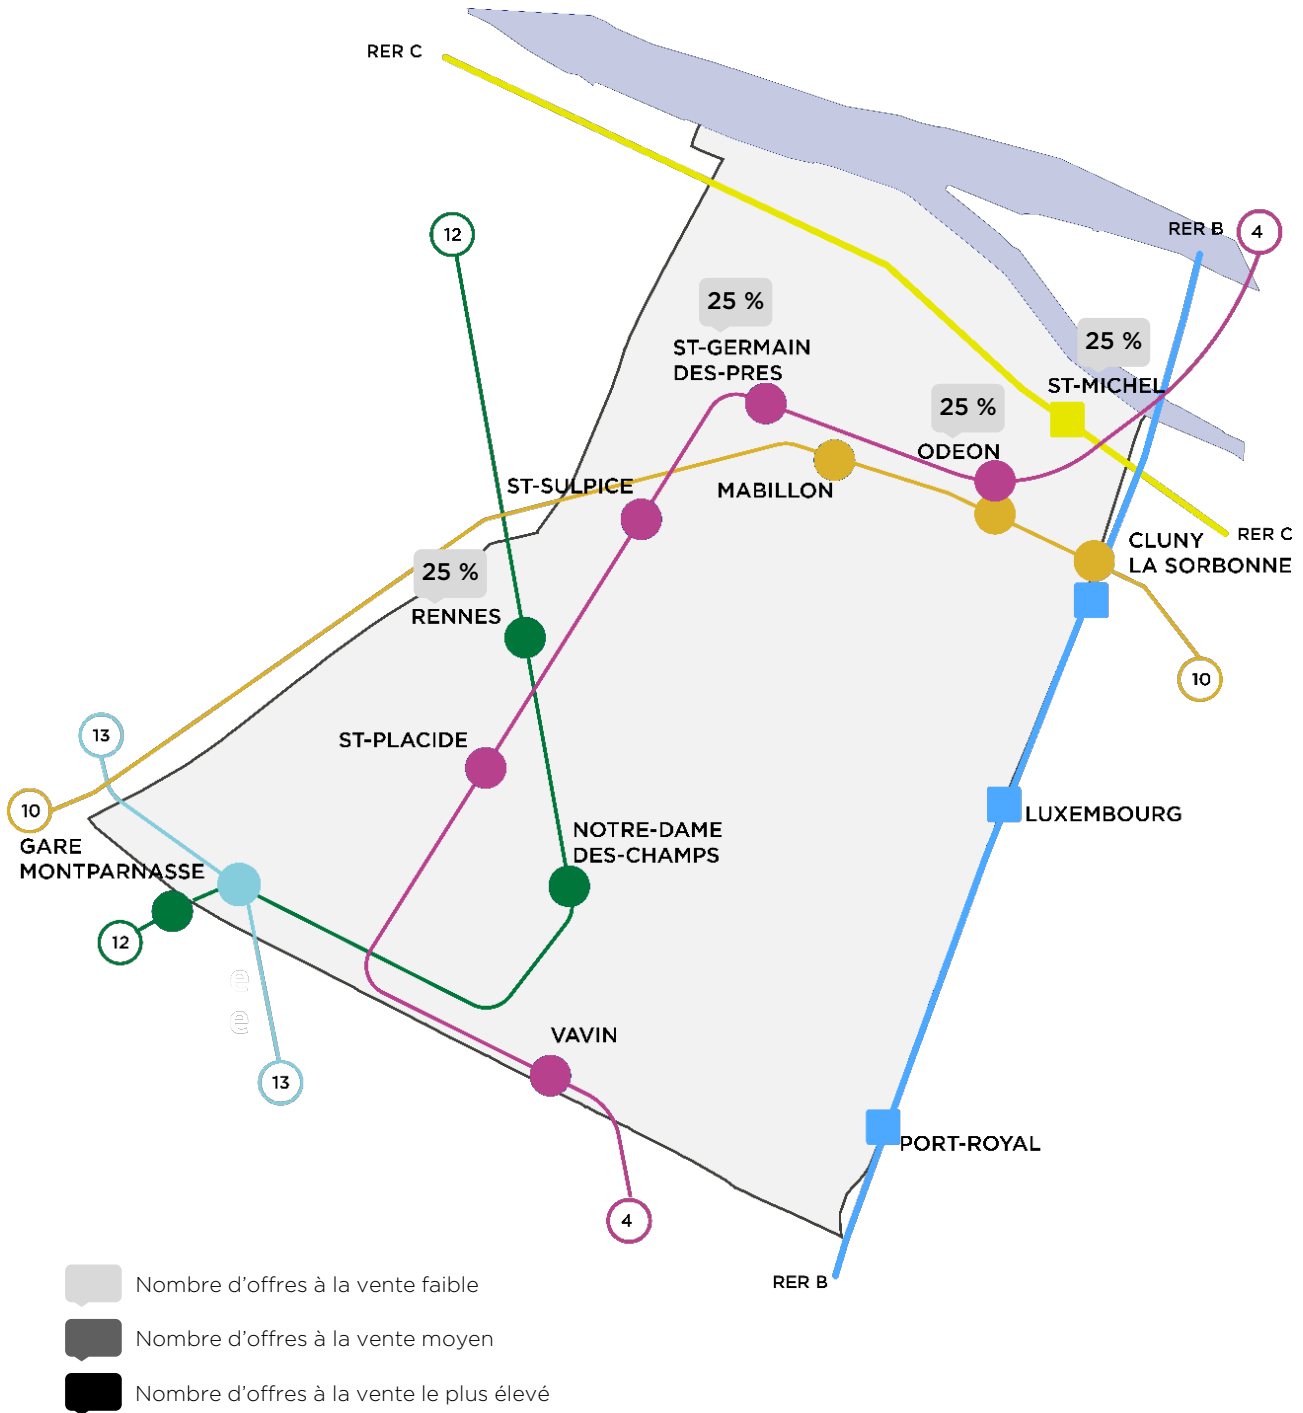 RER C
RER B
4
12
25 %
ST-GERMAIN
DES-PRES
25 %
ST-MICHEL
25 %
ODEON
ST-SULPICE
MABILLON
RER C
CLUNY
LA SORBONNE
25 %
RENNES
10
13
ST-PLACIDE
10
GARE
MONTPARNASSE
LUXEMBOURG
NOTRE-DAME
DES-CHAMPS
12
e
e
VAVIN
13
PORT-ROYAL
4
RER B
Nombre d’offres à la vente faible
Nombre d’offres à la vente moyen
Nombre d’offres à la vente le plus élevé